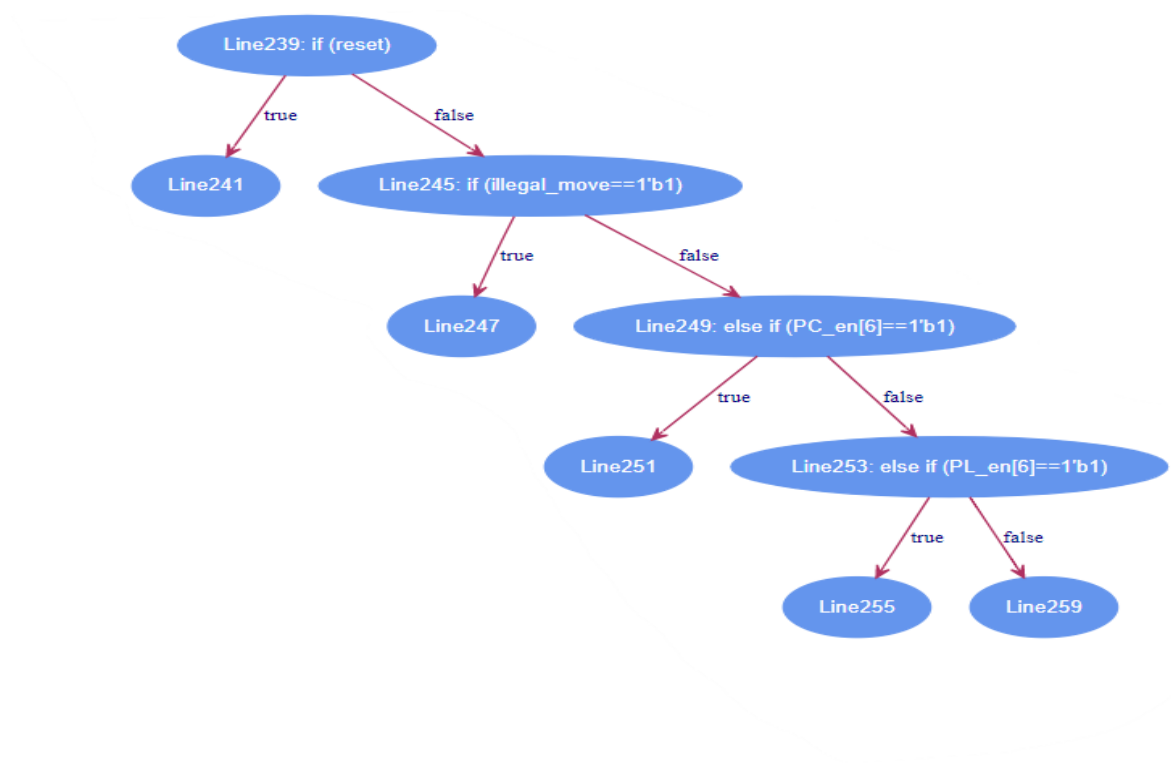 Line239: if (reset)
true
false
Line241
Line245: if (illegal_move==1'b1)
true
false
Line247
Line249: else if (PC_en[6]==1'b1)
true
false
Line251
Line253: else if (PL_en[6]==1'b1)
true
false
Line255
Line259